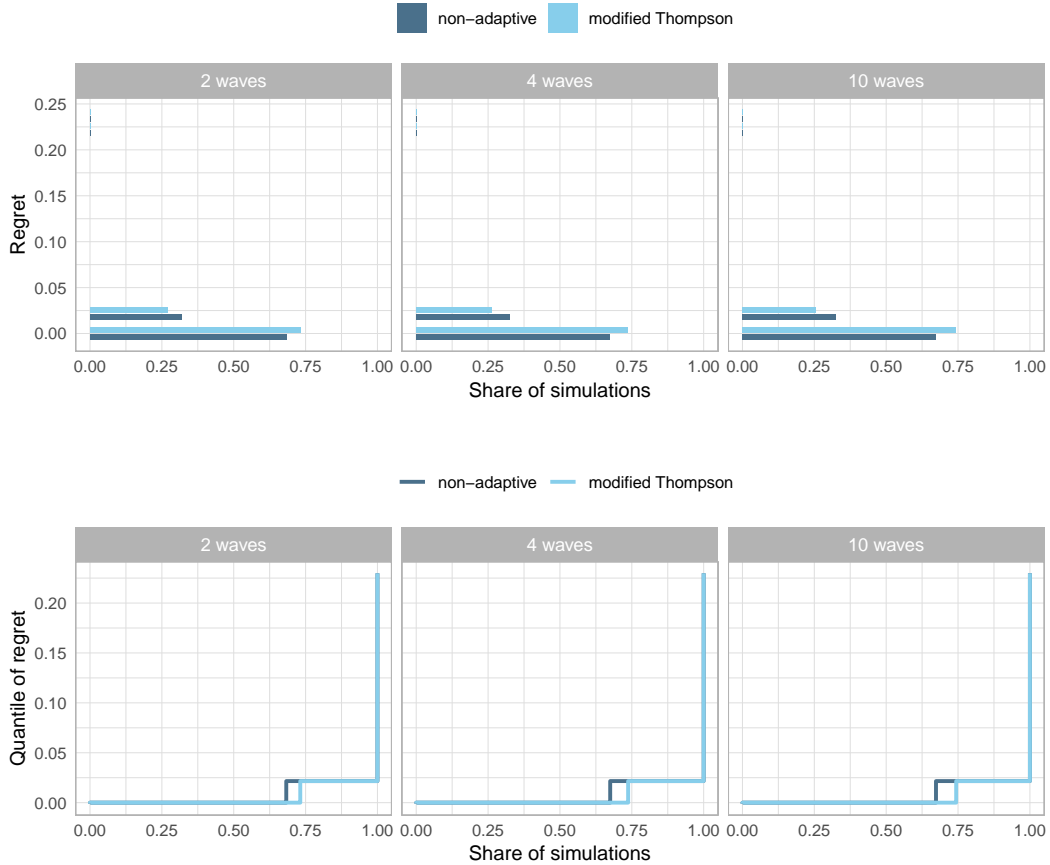 non−adaptive modified Thompson
2 waves 4 waves 10 waves
0.25
0.20
0.15
0.10
0.05
0.00
Regret
0.00 0.25 0.50 0.75 1.00 0.00 0.25 0.50 0.75 1.00 0.00 0.25 0.50 0.75 1.00
Share of simulations
non−adaptive modified Thompson
2 waves 4 waves 10 waves
0.20
0.15
0.10
0.05
0.00
Quantile of regret
0.00 0.25 0.50 0.75 1.00 0.00 0.25 0.50 0.75 1.00 0.00 0.25 0.50 0.75 1.00
Share of simulations